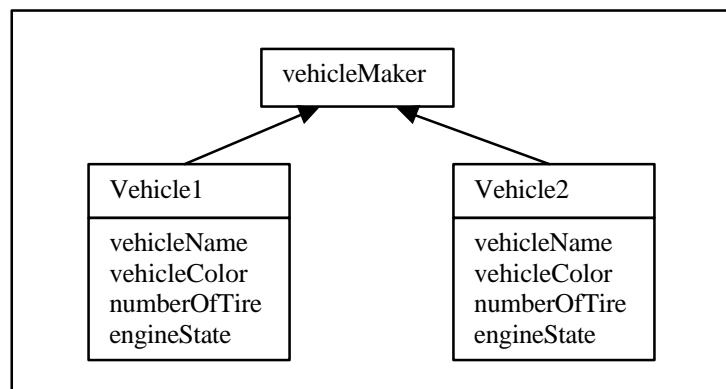 vehicleMaker
Vehicle1
vehicleName
vehicleColor
numberOfTire
engineState
Vehicle2
vehicleName
vehicleColor
numberOfTire
engineState